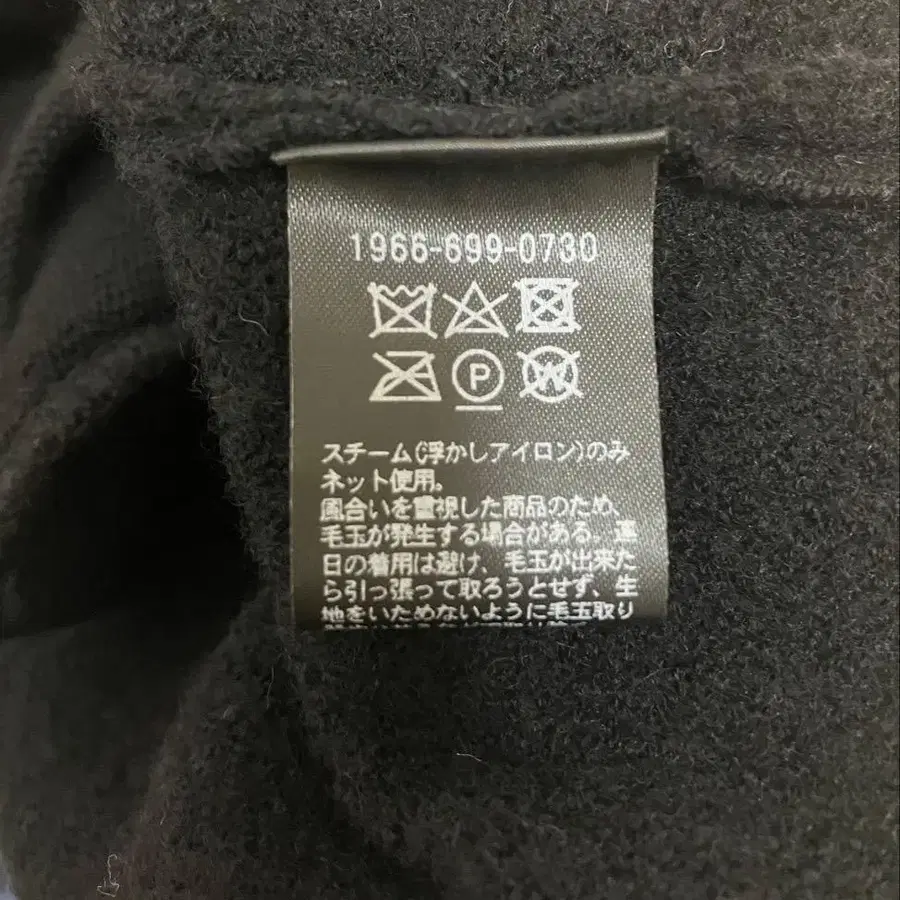 1966-699-0730
P
W
スチーム(浮かしアイロン)のみ
ネット使用。
風合いを重視した商品のため、
毛玉が発生する場合がある。連
日の着用は避け、毛玉が出来た
ら引っ張って取ろうとせず、生
地をいためないように毛玉取り